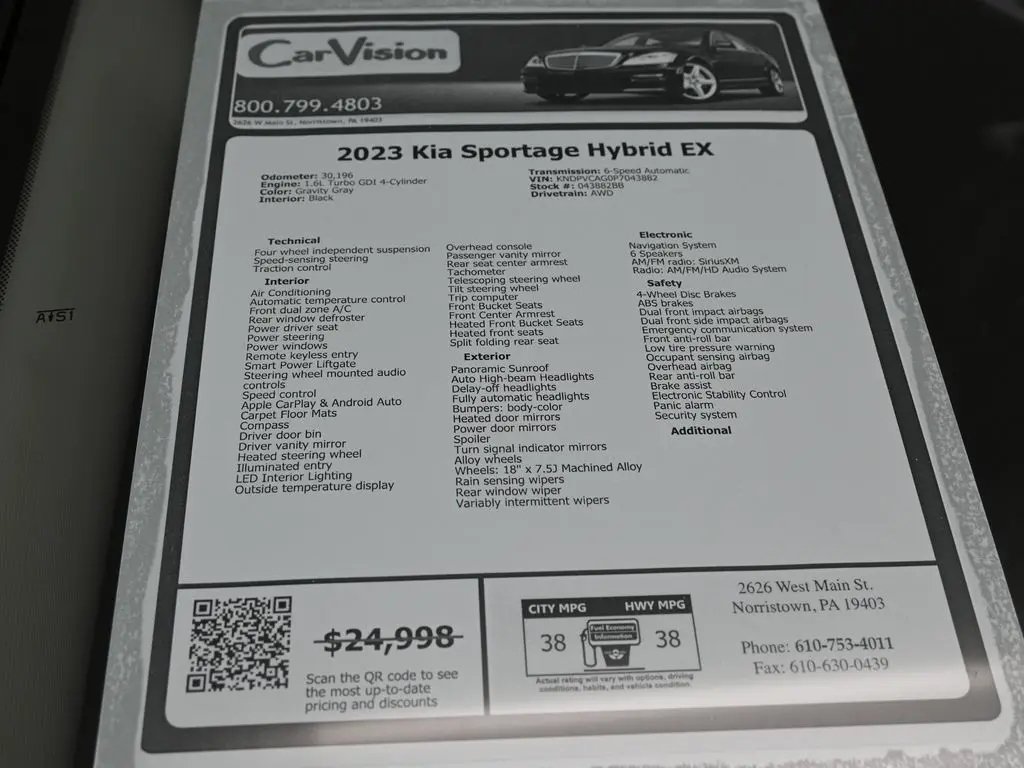 CarVision
800.799.4803
2626 W Main St, Norristown, PA 19403
2023 Kia Sportage Hybrid EX
Odometer: 30,196
Engine: 1.6L Turbo GDI 4-Cylinder
Color: Gravity Gray
Interior: Black
Transmission: 6-Speed Automatic
VIN: KNDPVCAG0P7043882
Stock #: 043882BB
Drivetrain: AWD
Technical
Four wheel independent suspension
Speed-sensing steering
Traction control
Interior
Air Conditioning
Automatic temperature control
Front dual zone A/C
Rear window defroster
Power driver seat
Power steering
Power windows
Remote keyless entry
Smart Power Liftgate
Steering wheel mounted audio
controls
Speed control
Apple CarPlay & Android Auto
Carpet Floor Mats
Compass
Driver door bin
Driver vanity mirror
Heated steering wheel
Illuminated entry
LED Interior Lighting
Outside temperature display
Overhead console
Passenger vanity mirror
Rear seat center armrest
Tachometer
Telescoping steering wheel
Tilt steering wheel
Trip computer
Front Bucket Seats
Front Center Armrest
Heated Front Bucket Seats
Heated front seats
Split folding rear seat
Exterior
Panoramic Sunroof
Auto High-beam Headlights
Delay-off headlights
Fully automatic headlights
Bumpers: body-color
Heated door mirrors
Power door mirrors
Spoiler
Turn signal indicator mirrors
Alloy wheels
Wheels: 18" x 7.5J Machined Alloy
Rain sensing wipers
Rear window wiper
Variably intermittent wipers
Electronic
Navigation System
6 Speakers
AM/FM radio: SiriusXM
Radio: AM/FM/HD Audio System
Safety
4-Wheel Disc Brakes
ABS brakes
Dual front impact airbags
Dual front side impact airbags
Emergency communication system
Front anti-roll bar
Low tire pressure warning
Occupant sensing airbag
Overhead airbag
Rear anti-roll bar
Brake assist
Electronic Stability Control
Panic alarm
Security system
Additional
AS1
$24,998
Scan the QR code to see
the most up-to-date
pricing and discounts
CITY MPG
HWY MPG
38
Fuel Economy
Information
38
Actual rating will vary with options, driving
conditions, habits, and vehicle condition.
2626 West Main St.
Norristown, PA 19403
Phone: 610-753-4011
Fax: 610-630-0439